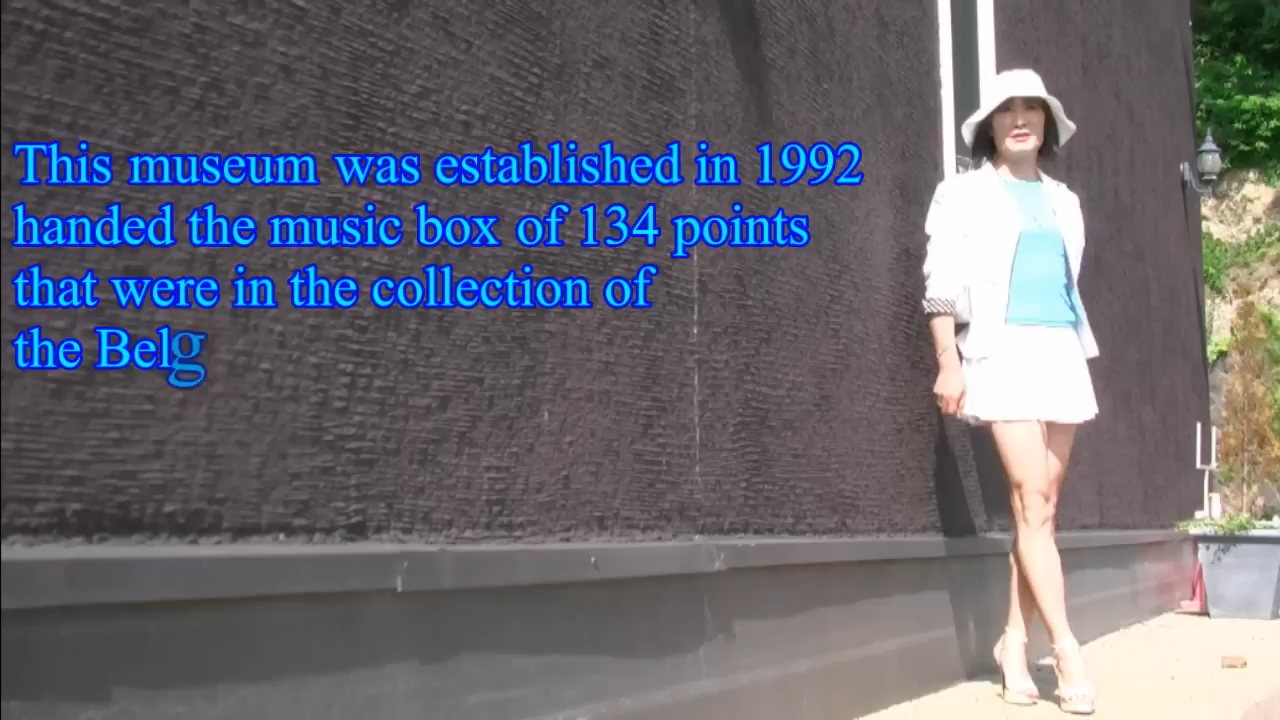 This museum was established in 1992
handed the music box of 134 points
that were in the collection of
the Belg